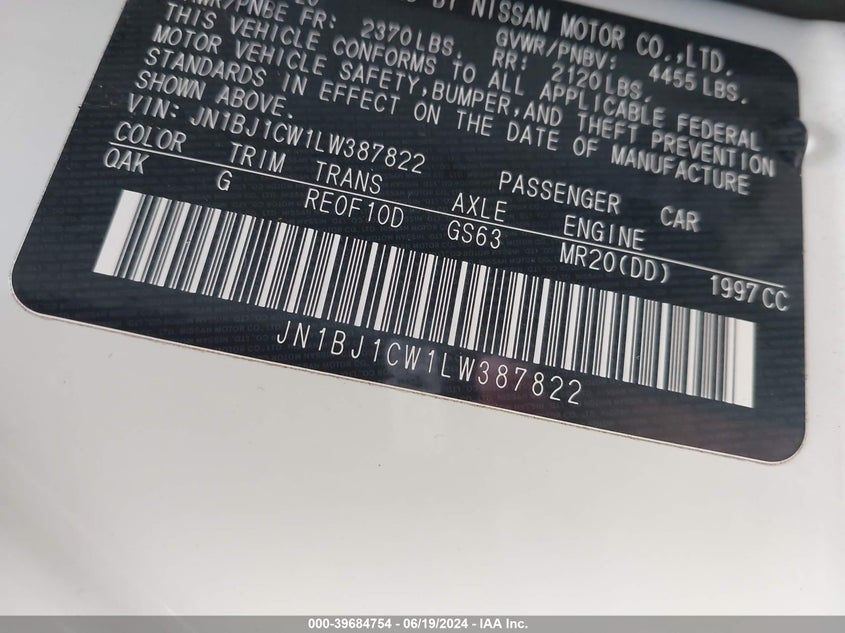 BY NISSAN MOTOR CO.,LTD.
/PNBE FR: 2370LBS. RR: 2120LBS. GVWR/PNBV: 4455LBS.
THIS VEHICLE CONFORMS TO ALL APPLICABLE FEDERAL
MOTOR VEHICLE SAFETY,BUMPER,AND THEFT PREVENTION
STANDARDS IN EFFECT ON THE DATE OF MANUFACTURE
SHOWN ABOVE.
VIN: JN1BJ1CW1LW387822 PASSENGER CAR
COLOR TRIM TRANS AXLE ENGINE
QAK G RE0F10D GS63 MR20(DD) 1997CC
JN1BJ1CW1LW387822
000-39684754 - 06/19/2024 - IAA Inc.